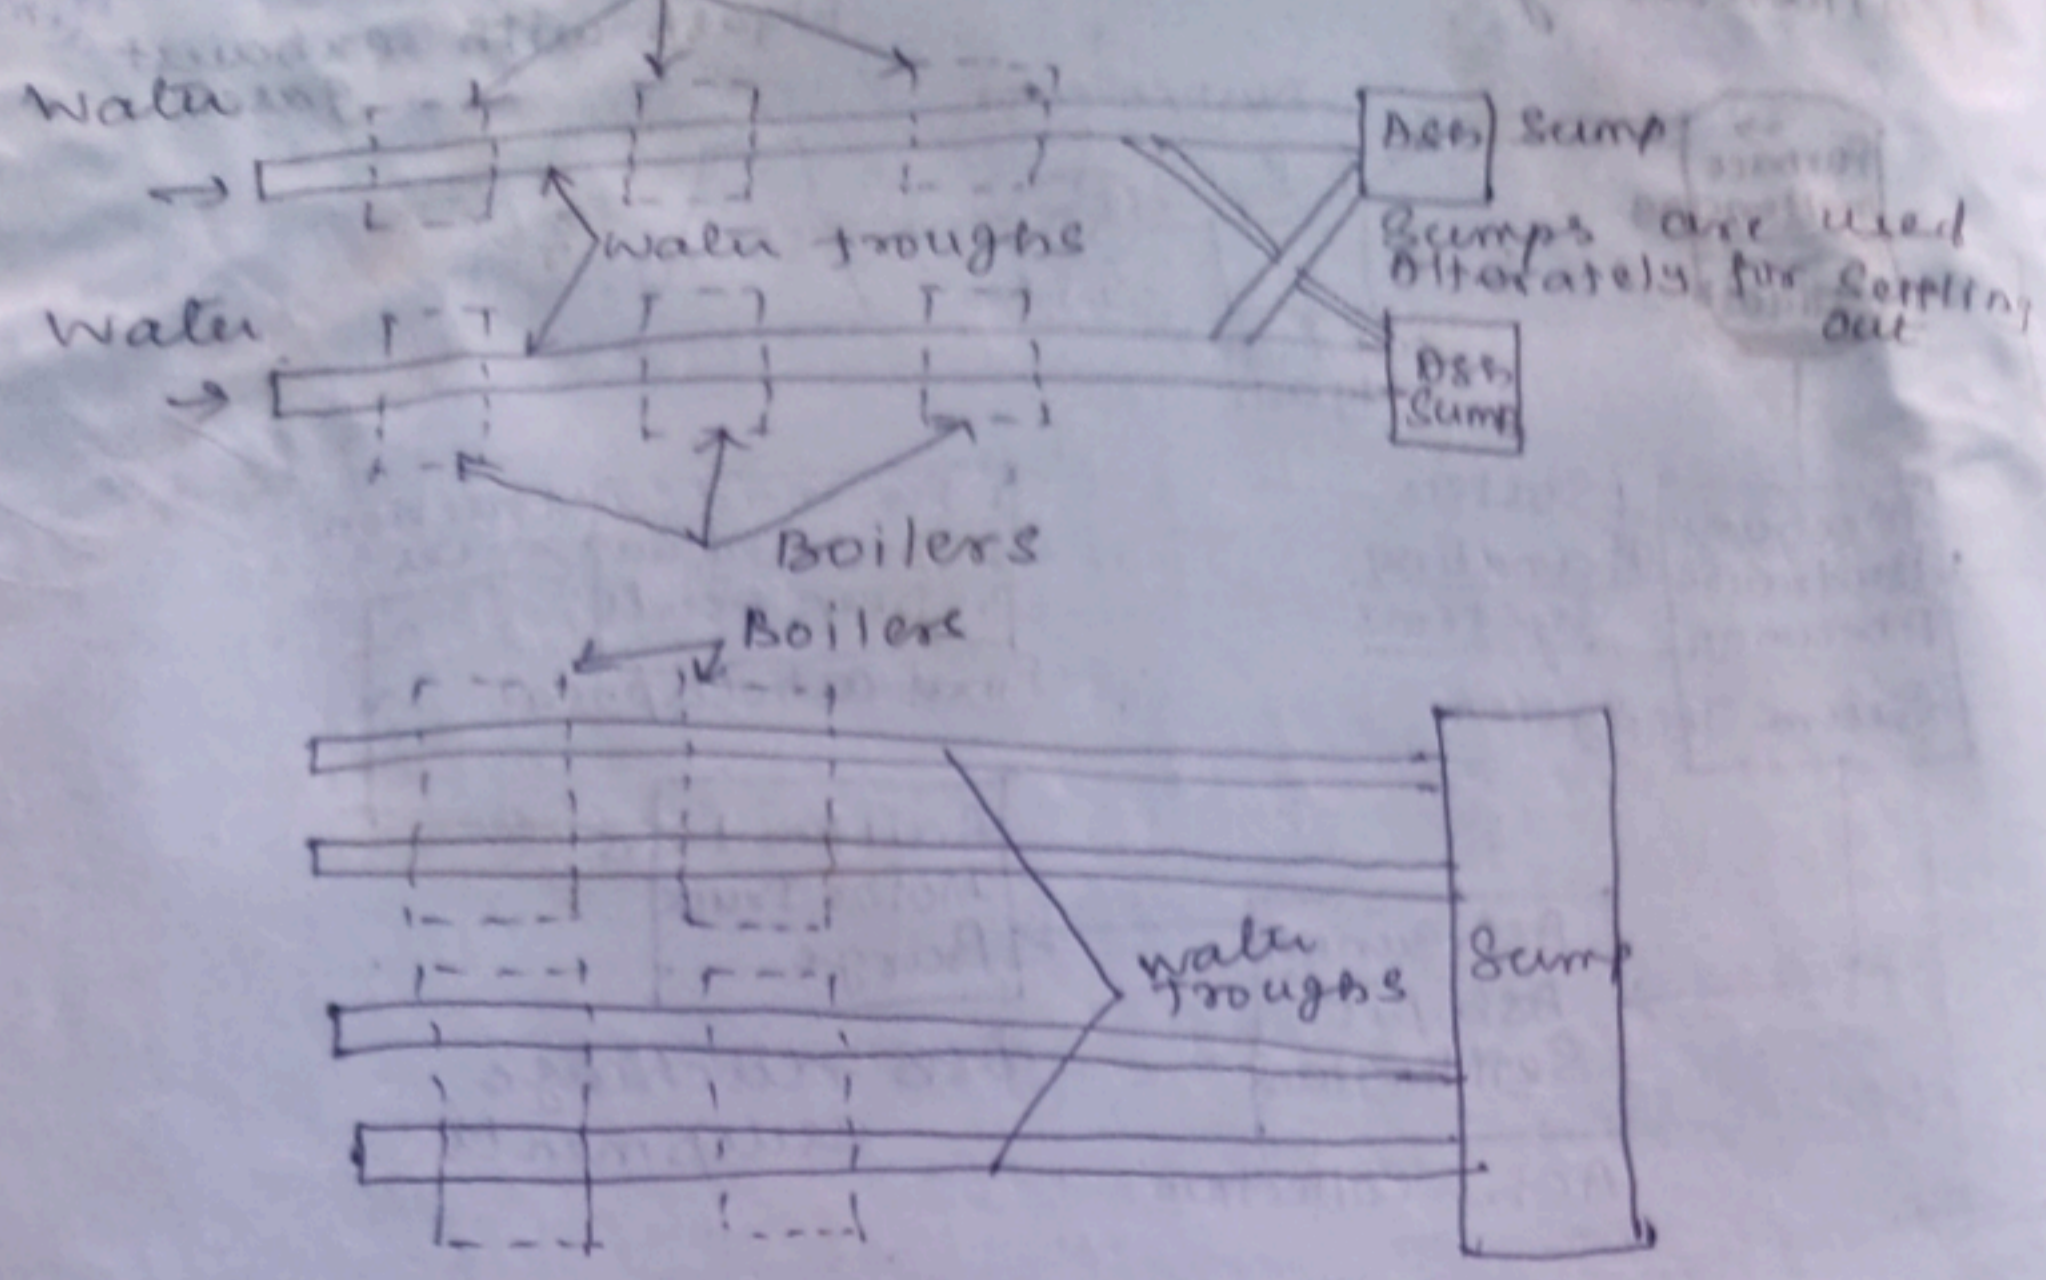 Water
Ash Sump
Sumps are used
alterately for settling
out
water troughs
Water
Ash
Sump
Boilers
Boilers
water
troughs
Sump